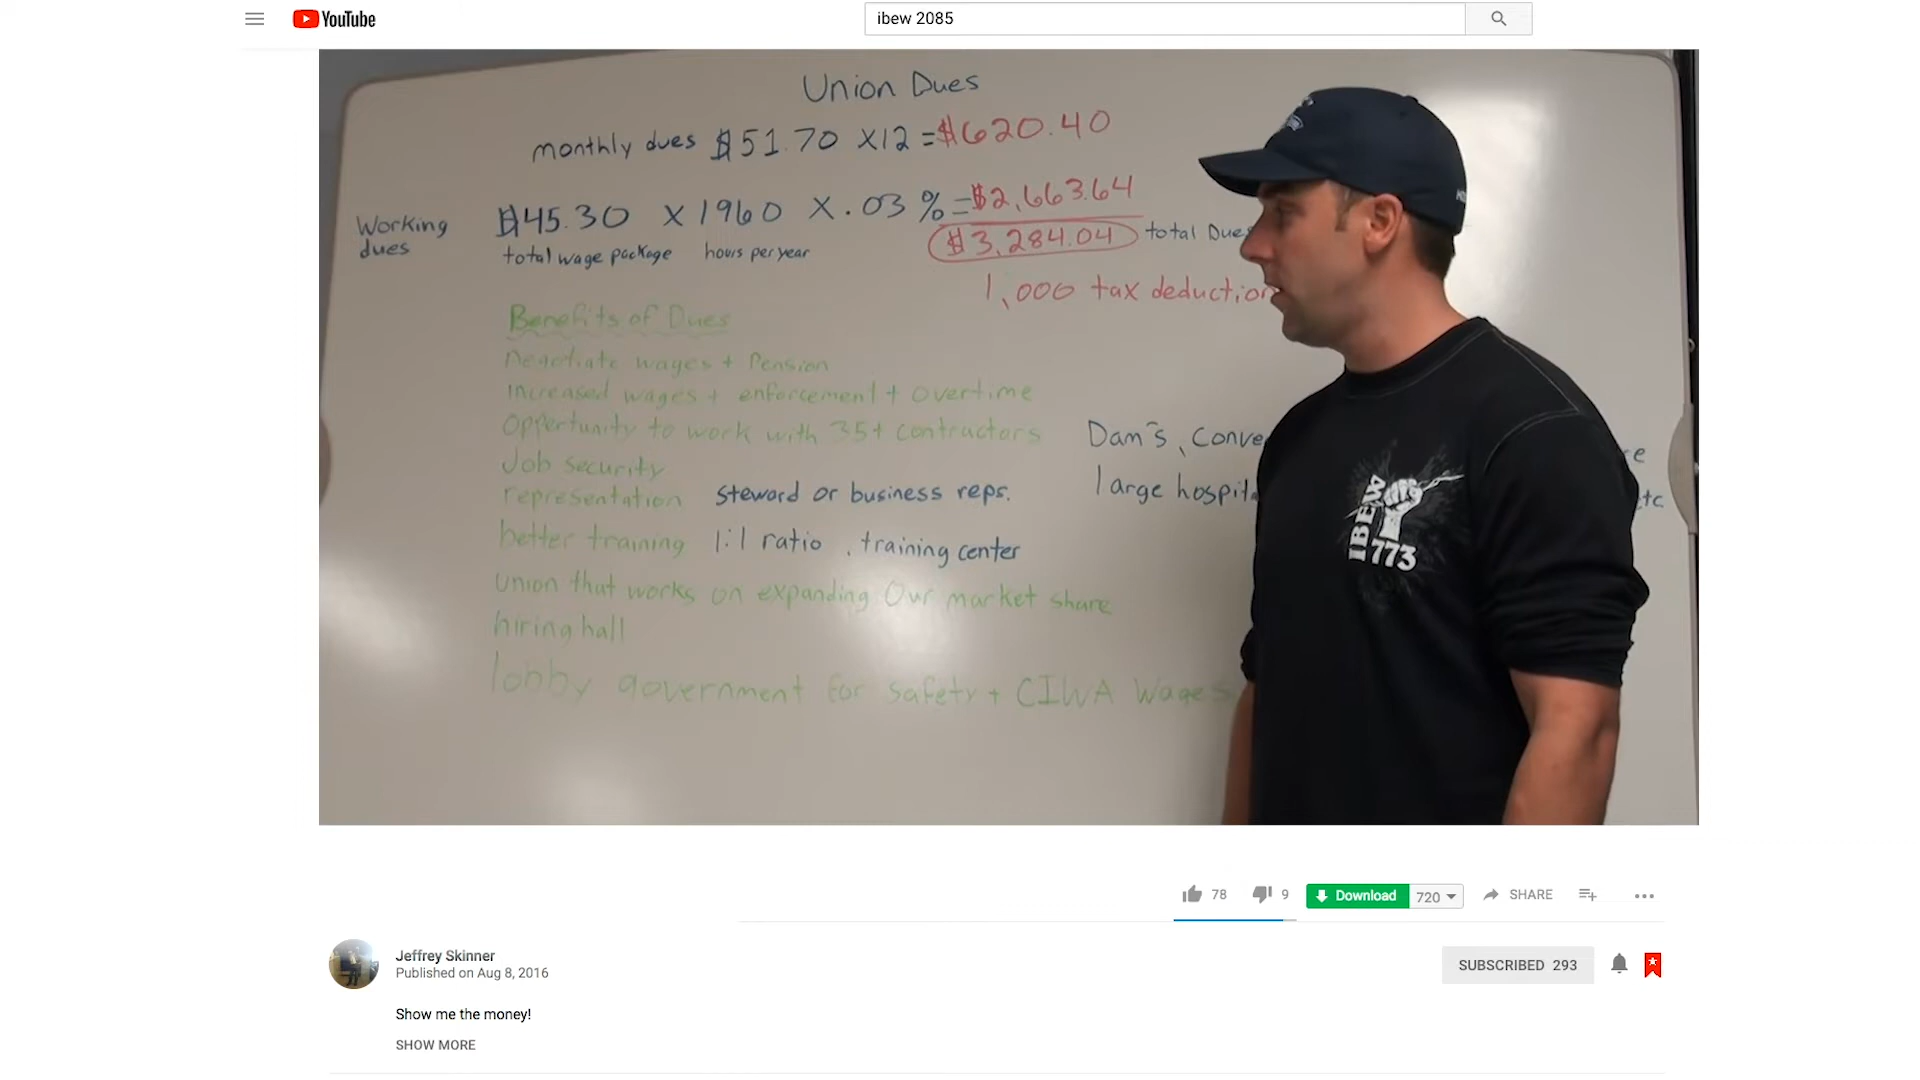 YouTube
ibew 2085
Union Dues
monthly dues $51.70 X12 = $620.40
Working dues
$45.30 X 1960 X .03 % = $2,663.64
total wage package hours per year
$3,284.04 total Dues
1,000 tax deduction
Benefits of Dues
Negotiate wages + Pension
Increased wages + enforcement + overtime
Opportunity to work with 35+ contractors
Job security
representation steward or business reps.
better training 1:1 ratio , training center
union that works on expanding Our market share
hiring hall
lobby government for safety + CIWA Wages
Dam's, Conve
re
large hospita
etc.
IBEW
773
78
9
Download
720
SHARE
Jeffrey Skinner
Published on Aug 8, 2016
SUBSCRIBED 293
Show me the money!
SHOW MORE